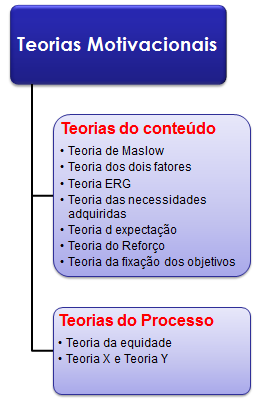 Teorias Motivacionais
Teorias do conteúdo
• Teoria de Maslow
• Teoria dos dois fatores
• Teoria ERG
• Teoria das necessidades
adquiridas
• Teoria d expectação
• Teoria do Reforço
• Teoria da fixação dos objetivos
Teorias do Processo
• Teoria da equidade
• Teoria X e Teoria Y